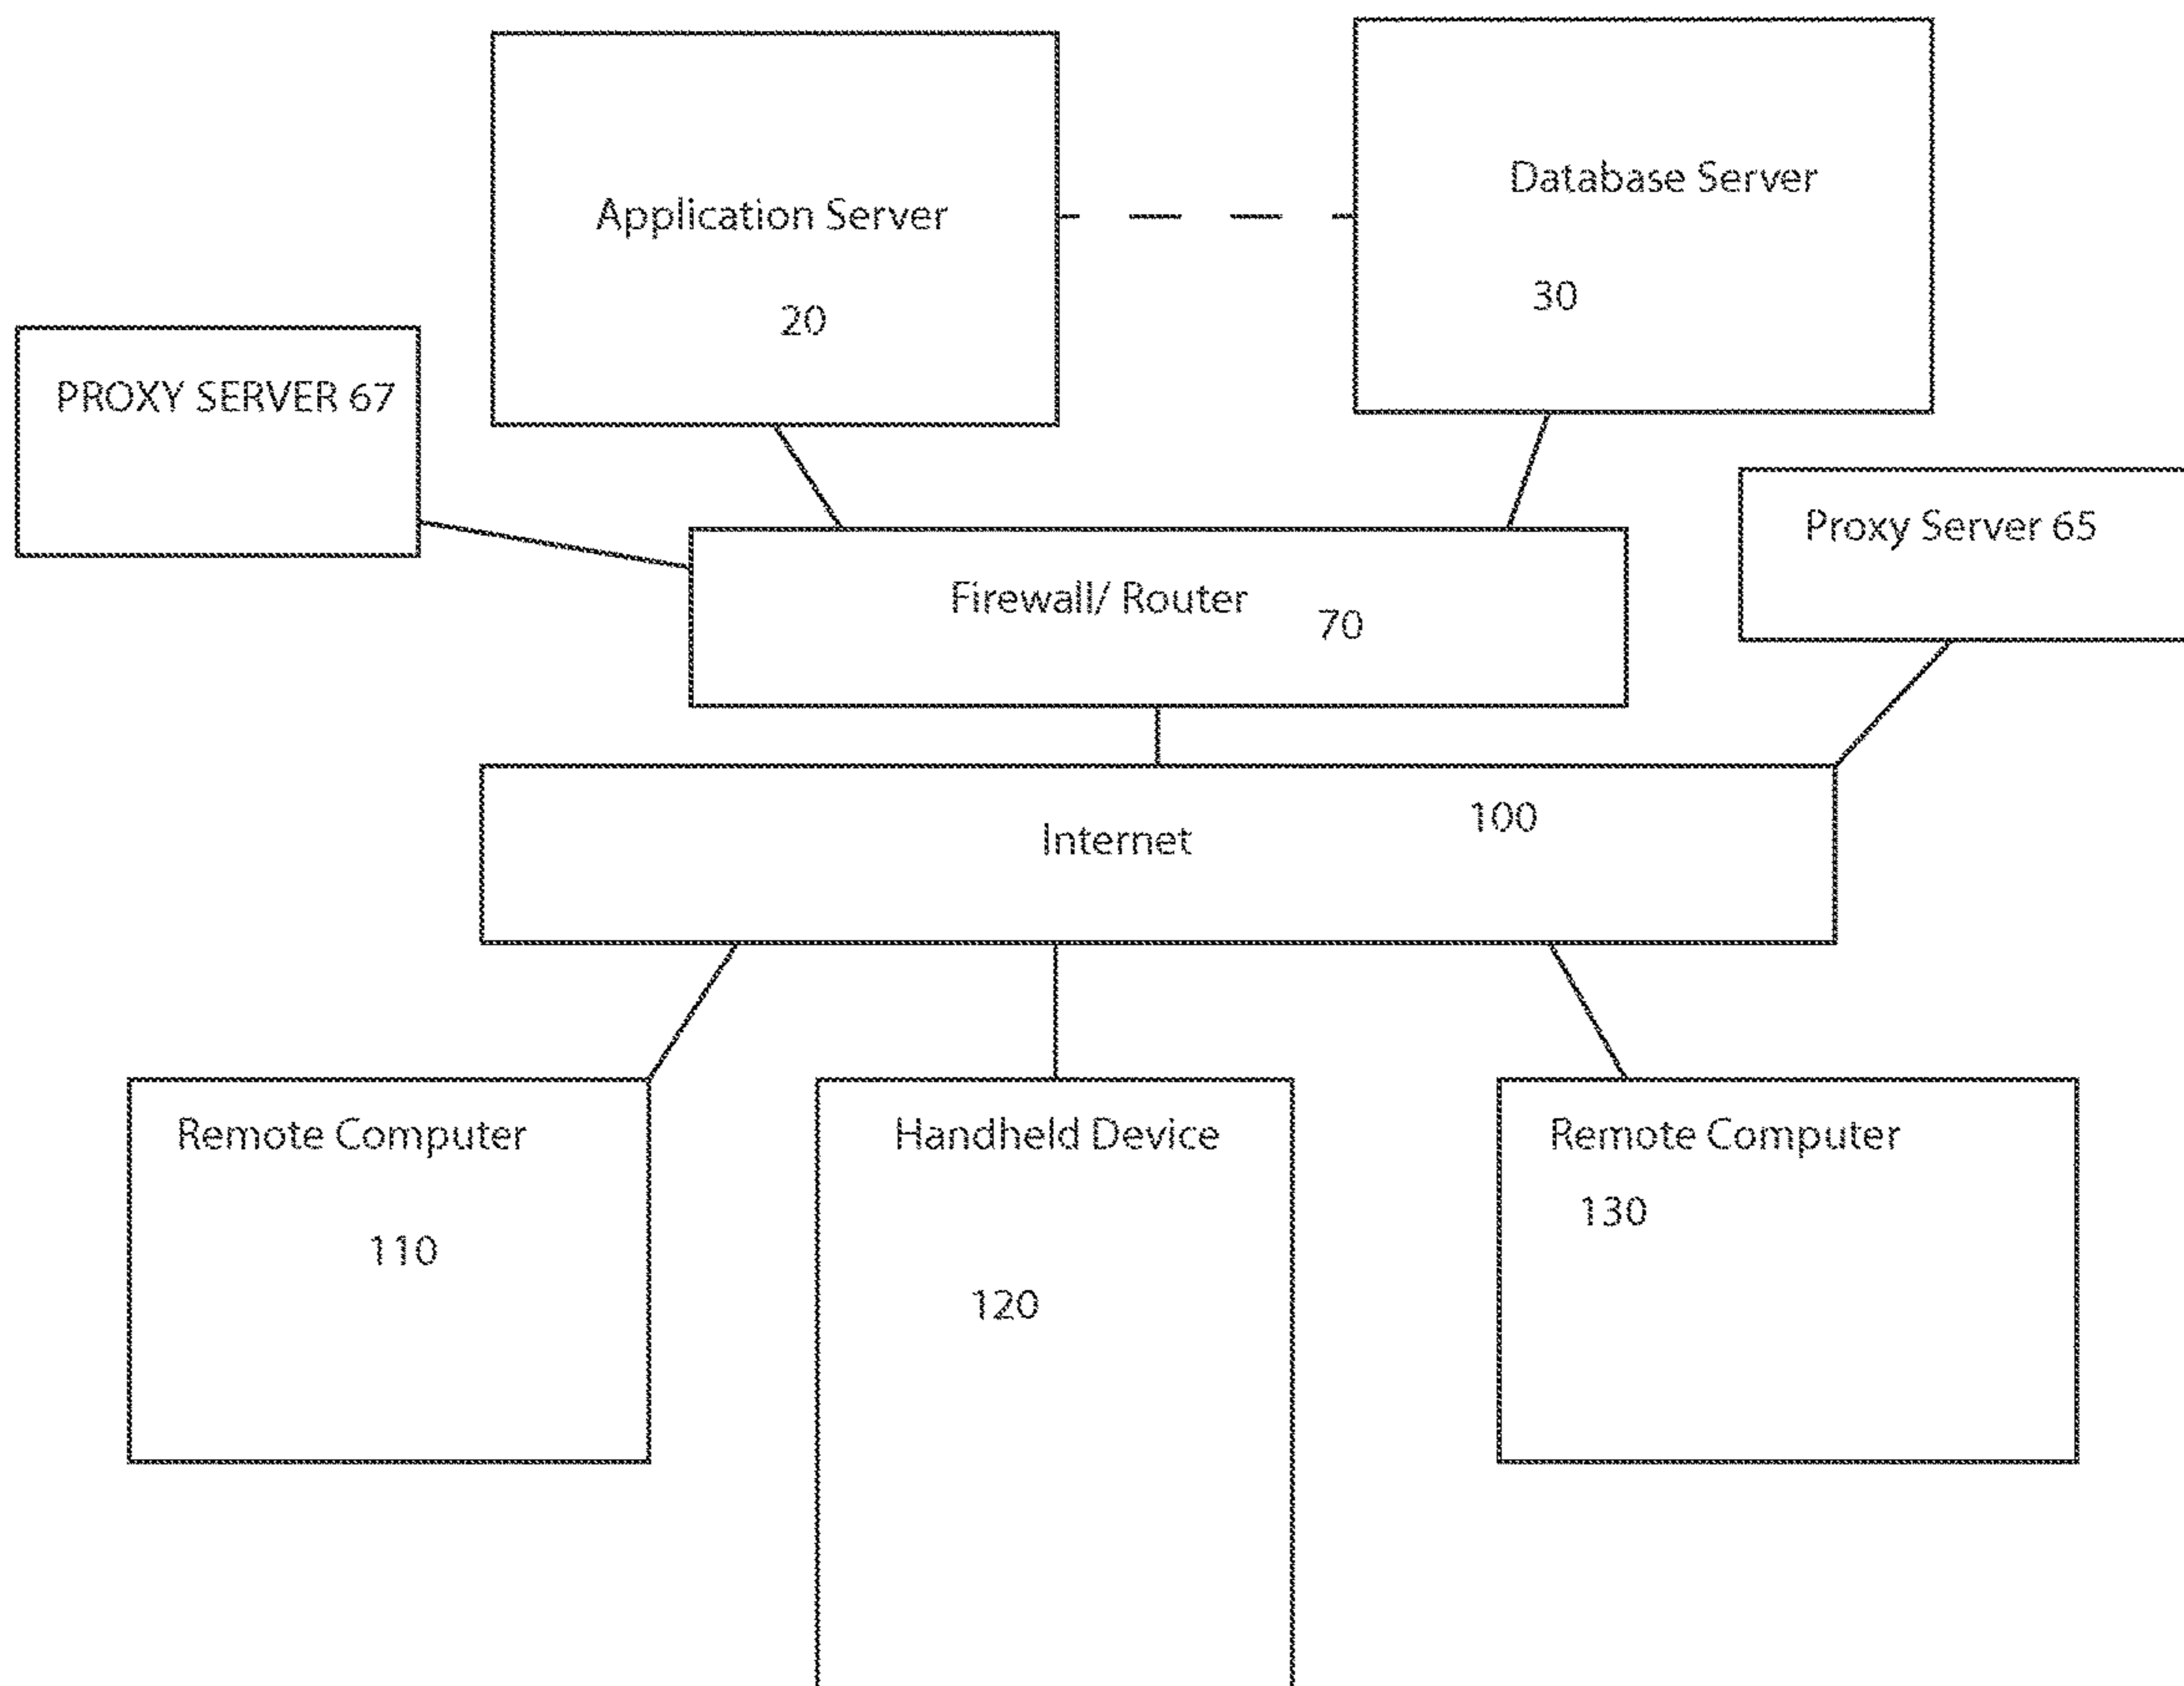 Application Server
20
Database Server
30
PROXY SERVER 67
Proxy Server 65
Firewall/ Router
70
Internet
100
Remote Computer
110
Handheld Device
120
Remote Computer
130